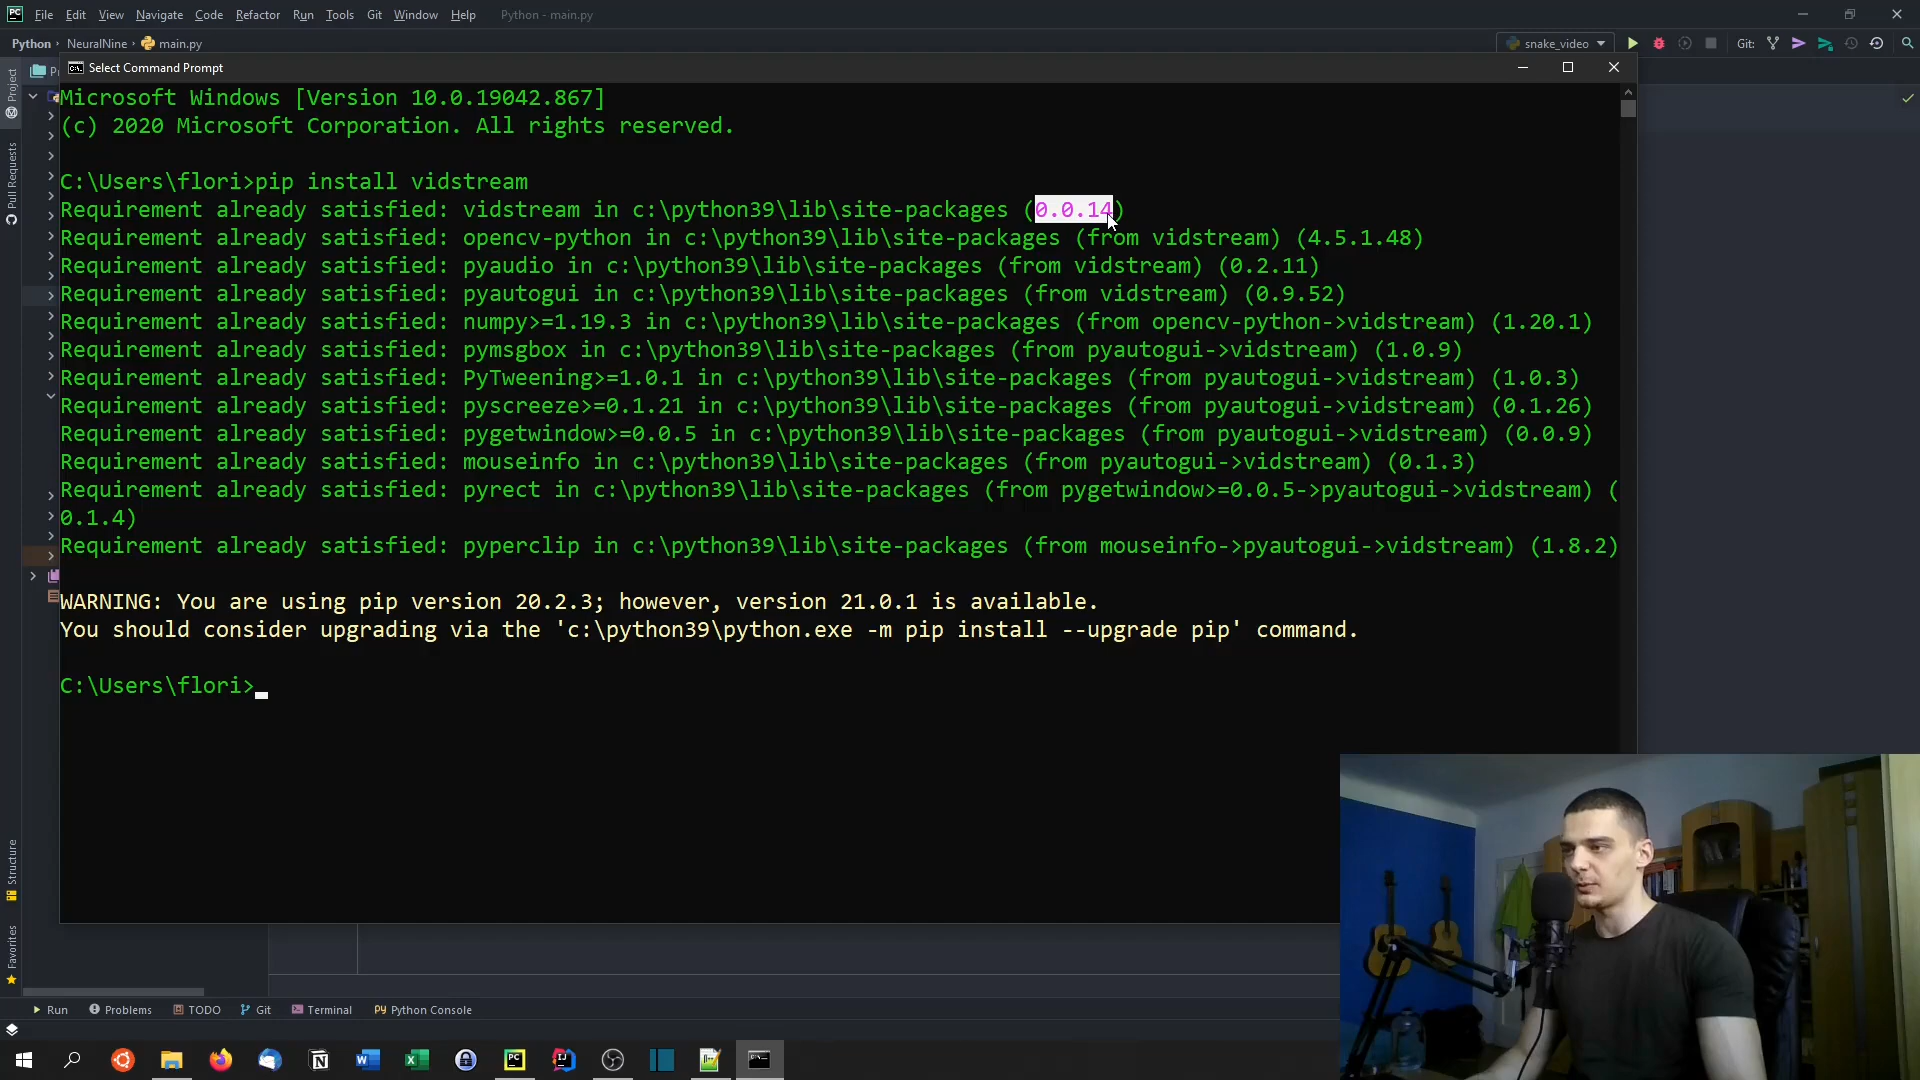 File Edit View Navigate Code Refactor Run Tools Git Window Help Python - main.py
Python NeuralNine main.py snake_video Git:
Select Command Prompt
Project
Pull Requests
Structure
Favorites
Microsoft Windows [Version 10.0.19042.867]
(c) 2020 Microsoft Corporation. All rights reserved.
C:\Users\flori>pip install vidstream
Requirement already satisfied: vidstream in c:\python39\lib\site-packages (0.0.14)
Requirement already satisfied: opencv-python in c:\python39\lib\site-packages (from vidstream) (4.5.1.48)
Requirement already satisfied: pyaudio in c:\python39\lib\site-packages (from vidstream) (0.2.11)
Requirement already satisfied: pyautogui in c:\python39\lib\site-packages (from vidstream) (0.9.52)
Requirement already satisfied: numpy>=1.19.3 in c:\python39\lib\site-packages (from opencv-python->vidstream) (1.20.1)
Requirement already satisfied: pymsgbox in c:\python39\lib\site-packages (from pyautogui->vidstream) (1.0.9)
Requirement already satisfied: PyTweening>=1.0.1 in c:\python39\lib\site-packages (from pyautogui->vidstream) (1.0.3)
Requirement already satisfied: pyscreeze>=0.1.21 in c:\python39\lib\site-packages (from pyautogui->vidstream) (0.1.26)
Requirement already satisfied: pygetwindow>=0.0.5 in c:\python39\lib\site-packages (from pyautogui->vidstream) (0.0.9)
Requirement already satisfied: mouseinfo in c:\python39\lib\site-packages (from pyautogui->vidstream) (0.1.3)
Requirement already satisfied: pyrect in c:\python39\lib\site-packages (from pygetwindow>=0.0.5->pyautogui->vidstream) (
0.1.4)
Requirement already satisfied: pyperclip in c:\python39\lib\site-packages (from mouseinfo->pyautogui->vidstream) (1.8.2)
WARNING: You are using pip version 20.2.3; however, version 21.0.1 is available.
You should consider upgrading via the 'c:\python39\python.exe -m pip install --upgrade pip' command.
C:\Users\flori>
Run Problems TODO Git Terminal Python Console